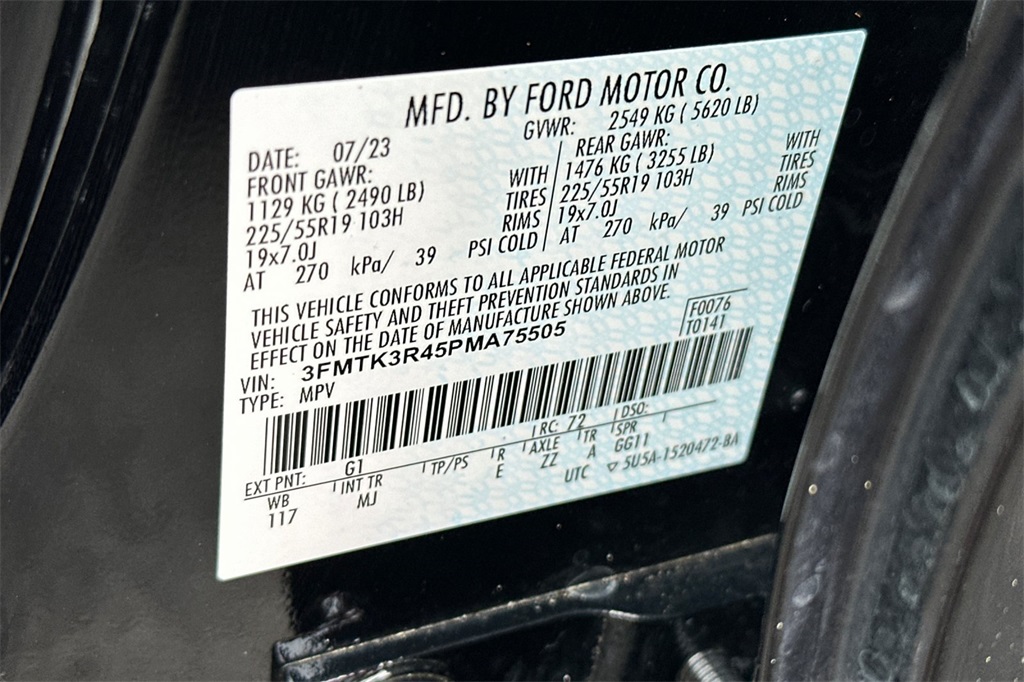 MFD. BY FORD MOTOR CO.
DATE: 07/23 GVWR: 2549 KG ( 5620 LB)
FRONT GAWR: REAR GAWR:
1129 KG ( 2490 LB) WITH 1476 KG ( 3255 LB) WITH
225/55R19 103H TIRES 225/55R19 103H TIRES
19x7.0J RIMS 19x7.0J RIMS
AT 270 kPa/ 39 PSI COLD AT 270 kPa/ 39 PSI COLD
THIS VEHICLE CONFORMS TO ALL APPLICABLE FEDERAL MOTOR
VEHICLE SAFETY AND THEFT PREVENTION STANDARDS IN
EFFECT ON THE DATE OF MANUFACTURE SHOWN ABOVE.
F0076
VIN: 3FMTK3R45PMA75505 T0141
TYPE: MPV
EXT PNT: G1 RC: 72 DSO:
WB INT TR TP/PS R AXLE TR SPR
117 MJ E ZZ A GG11
UTC ▽ 5U5A-1520472-BA